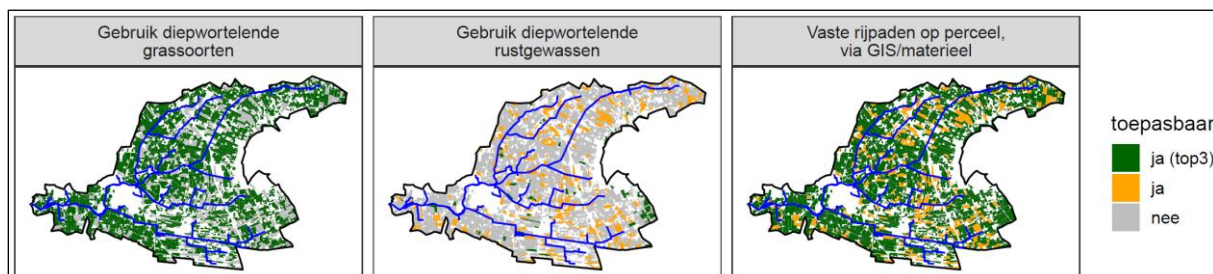 Gebruik diepwortelende
grassoorten
Gebruik diepwortelende
rustgewassen
Vaste rijpaden op perceel,
via GIS/materieel
toepasbaar
ja (top3)
ja
nee